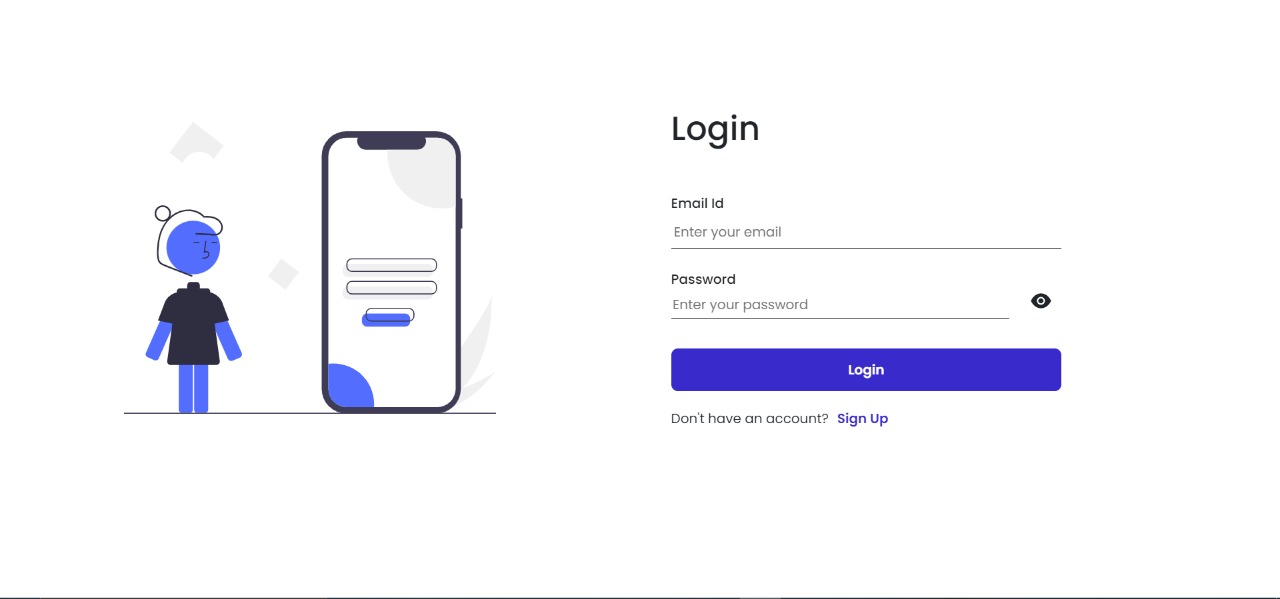 Login
Email Id
Enter your email
Password
Enter your password
Login
Don't have an account? Sign Up